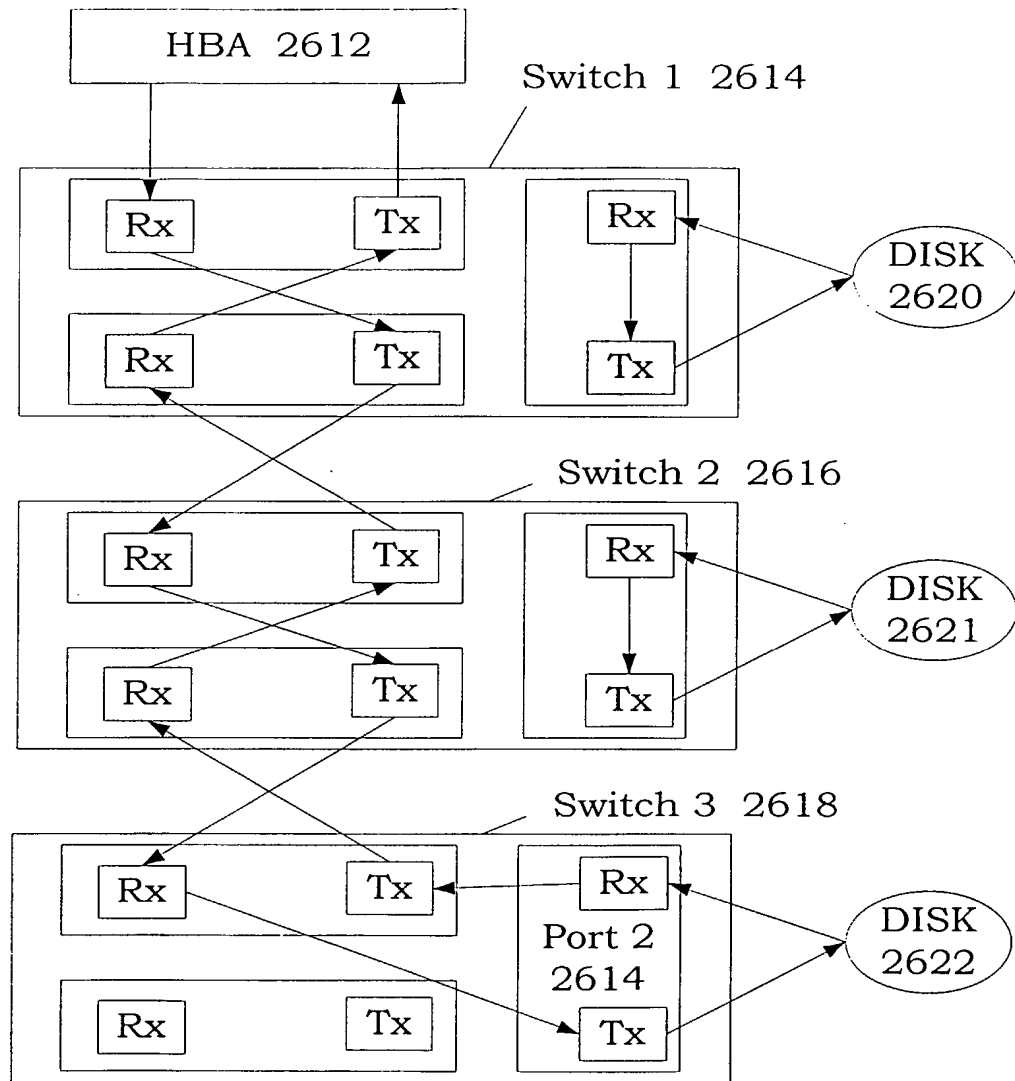 HBA 2612
Switch 1 2614
Rx
Tx
Rx
DISK
2620
Rx
Tx
Tx
Switch 2 2616
Rx
Tx
Rx
DISK
2621
Rx
Tx
Tx
Switch 3 2618
Rx
Tx
Rx
DISK
2622
Port 2
2614
Rx
Tx
Tx